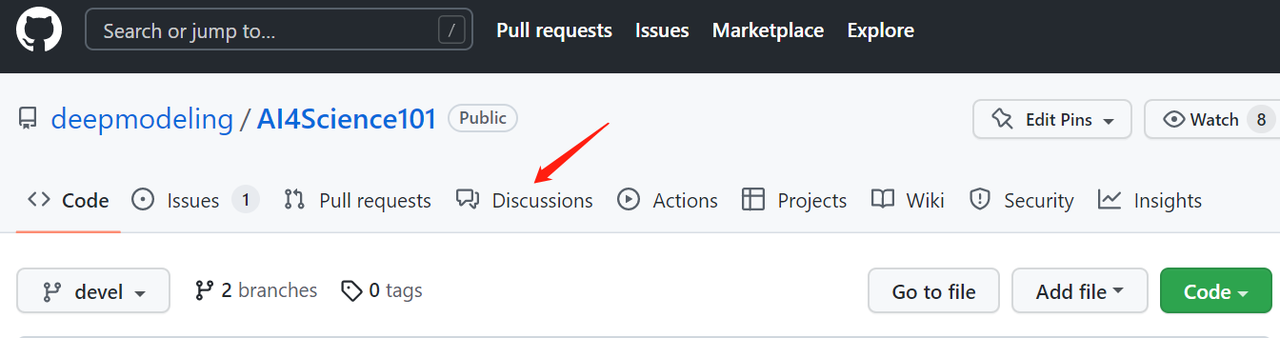 Search or jump to... / Pull requests Issues Marketplace Explore
deepmodeling / AI4Science101 Public Edit Pins Watch 8
Code Issues 1 Pull requests Discussions Actions Projects Wiki Security Insights
devel 2 branches 0 tags Go to file Add file Code